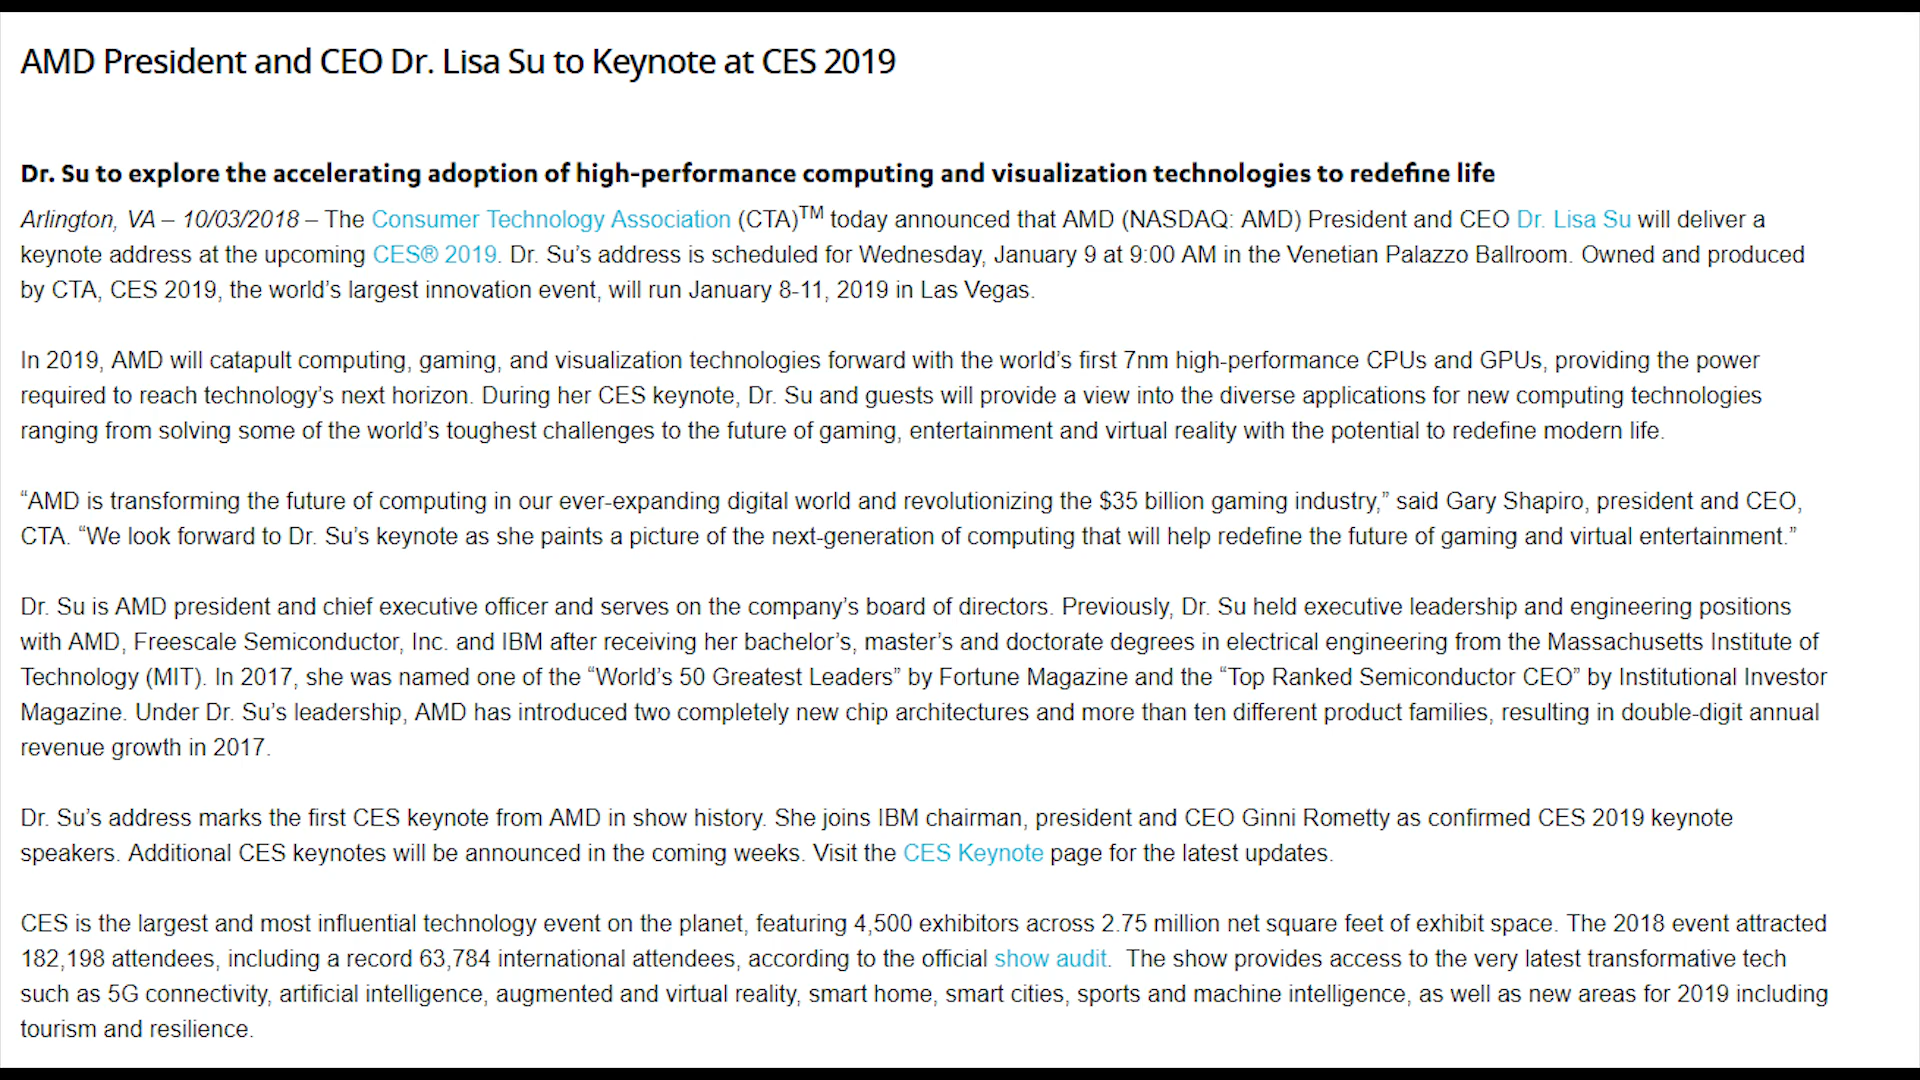 AMD President and CEO Dr. Lisa Su to Keynote at CES 2019
Dr. Su to explore the accelerating adoption of high-performance computing and visualization technologies to redefine life
Arlington, VA – 10/03/2018 – The Consumer Technology Association (CTA)™ today announced that AMD (NASDAQ: AMD) President and CEO Dr. Lisa Su will deliver a
keynote address at the upcoming CES® 2019. Dr. Su’s address is scheduled for Wednesday, January 9 at 9:00 AM in the Venetian Palazzo Ballroom. Owned and produced
by CTA, CES 2019, the world’s largest innovation event, will run January 8-11, 2019 in Las Vegas.
In 2019, AMD will catapult computing, gaming, and visualization technologies forward with the world’s first 7nm high-performance CPUs and GPUs, providing the power
required to reach technology’s next horizon. During her CES keynote, Dr. Su and guests will provide a view into the diverse applications for new computing technologies
ranging from solving some of the world’s toughest challenges to the future of gaming, entertainment and virtual reality with the potential to redefine modern life.
“AMD is transforming the future of computing in our ever-expanding digital world and revolutionizing the $35 billion gaming industry,” said Gary Shapiro, president and CEO,
CTA. “We look forward to Dr. Su’s keynote as she paints a picture of the next-generation of computing that will help redefine the future of gaming and virtual entertainment.”
Dr. Su is AMD president and chief executive officer and serves on the company’s board of directors. Previously, Dr. Su held executive leadership and engineering positions
with AMD, Freescale Semiconductor, Inc. and IBM after receiving her bachelor’s, master’s and doctorate degrees in electrical engineering from the Massachusetts Institute of
Technology (MIT). In 2017, she was named one of the “World’s 50 Greatest Leaders” by Fortune Magazine and the “Top Ranked Semiconductor CEO” by Institutional Investor
Magazine. Under Dr. Su’s leadership, AMD has introduced two completely new chip architectures and more than ten different product families, resulting in double-digit annual
revenue growth in 2017.
Dr. Su’s address marks the first CES keynote from AMD in show history. She joins IBM chairman, president and CEO Ginni Rometty as confirmed CES 2019 keynote
speakers. Additional CES keynotes will be announced in the coming weeks. Visit the CES Keynote page for the latest updates.
CES is the largest and most influential technology event on the planet, featuring 4,500 exhibitors across 2.75 million net square feet of exhibit space. The 2018 event attracted
182,198 attendees, including a record 63,784 international attendees, according to the official show audit.  The show provides access to the very latest transformative tech
such as 5G connectivity, artificial intelligence, augmented and virtual reality, smart home, smart cities, sports and machine intelligence, as well as new areas for 2019 including
tourism and resilience.